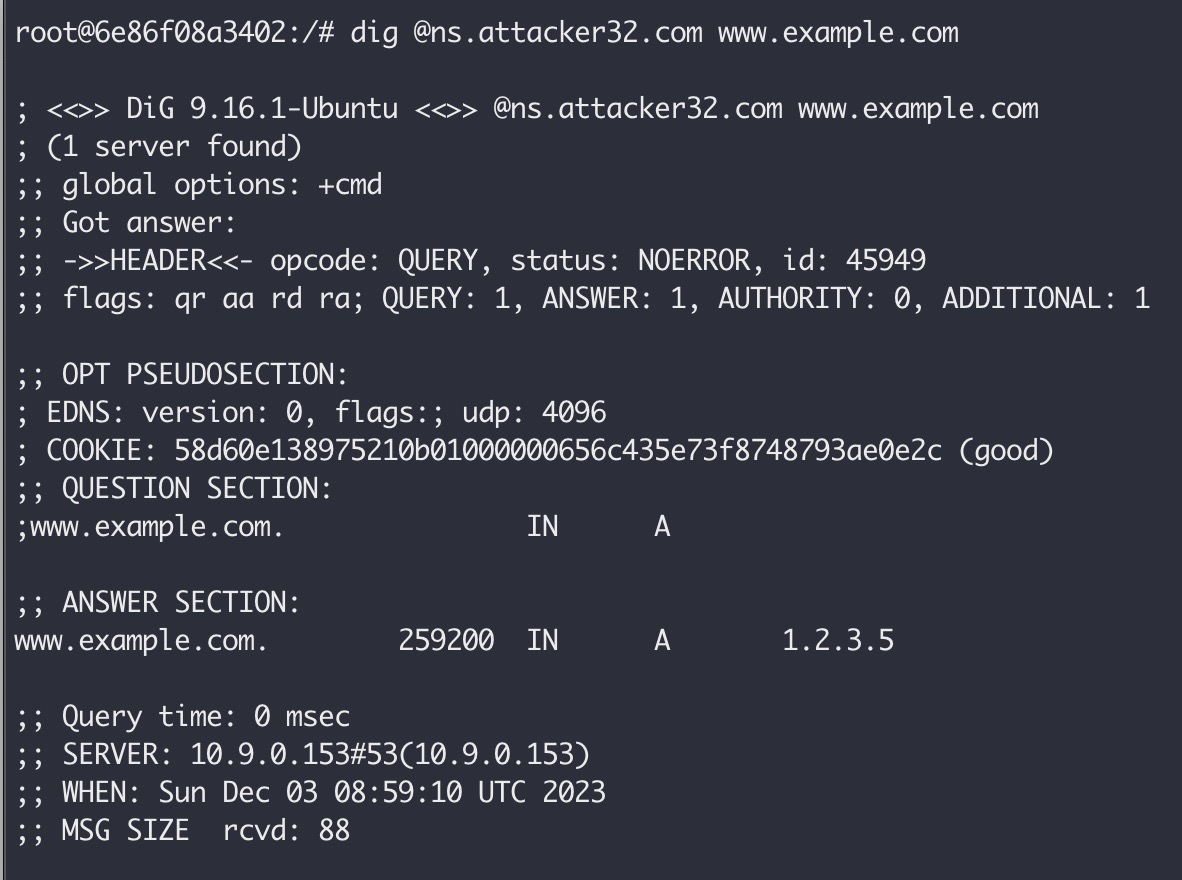 root@6e86f08a3402:/# dig @ns.attacker32.com www.example.com
; <<>> DiG 9.16.1-Ubuntu <<>> @ns.attacker32.com www.example.com
; (1 server found)
;; global options: +cmd
;; Got answer:
;; ->>HEADER<<- opcode: QUERY, status: NOERROR, id: 45949
;; flags: qr aa rd ra; QUERY: 1, ANSWER: 1, AUTHORITY: 0, ADDITIONAL: 1
;; OPT PSEUDOSECTION:
; EDNS: version: 0, flags:; udp: 4096
; COOKIE: 58d60e138975210b01000000656c435e73f8748793ae0e2c (good)
;; QUESTION SECTION:
;www.example.com. IN A
;; ANSWER SECTION:
www.example.com. 259200 IN A 1.2.3.5
;; Query time: 0 msec
;; SERVER: 10.9.0.153#53(10.9.0.153)
;; WHEN: Sun Dec 03 08:59:10 UTC 2023
;; MSG SIZE  rcvd: 88